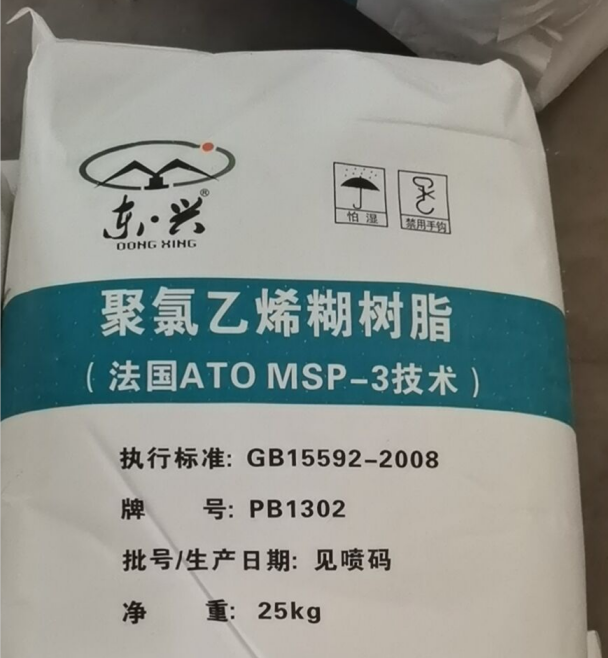 东兴®
DONG XING
怕湿
禁用手钩
聚氯乙烯糊树脂
(法国ATO MSP-3技术)
执行标准: GB15592-2008
牌 号: PB1302
批号/生产日期: 见喷码
净 重: 25kg